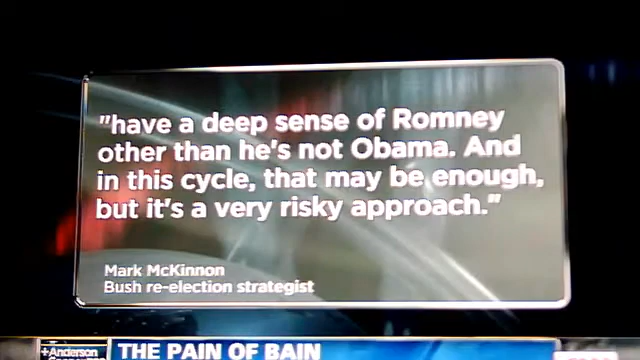 "have a deep sense of Romney
other than he's not Obama. And
in this cycle, that may be enough,
but it's a very risky approach."
Mark McKinnon
Bush re-election strategist
+Anderson
THE PAIN OF BAIN